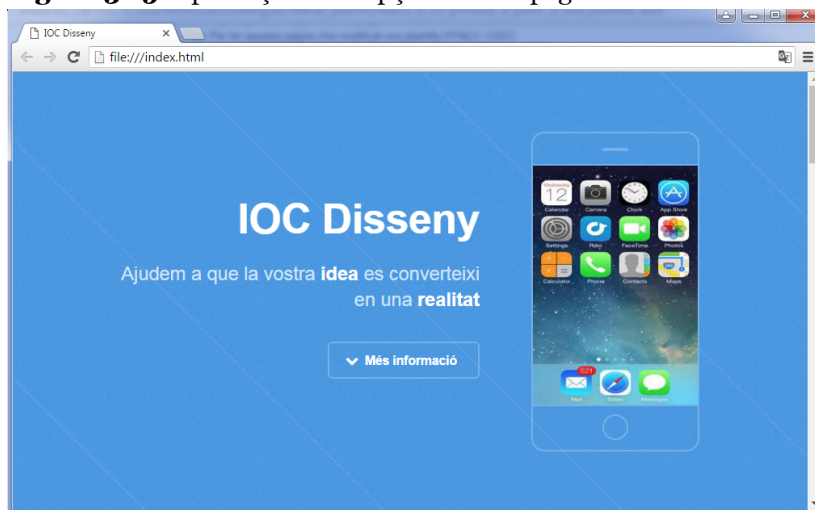 IOC Disseny
file:///index.html
IOC Disseny
Ajudem a que la vostra idea es converteixi
en una realitat
Més informació
12
Calendar Camera Clock App Store
Settings Rdio FaceTime Photos
Calculator Phone Contacts Maps
521
Mail Safari Messages